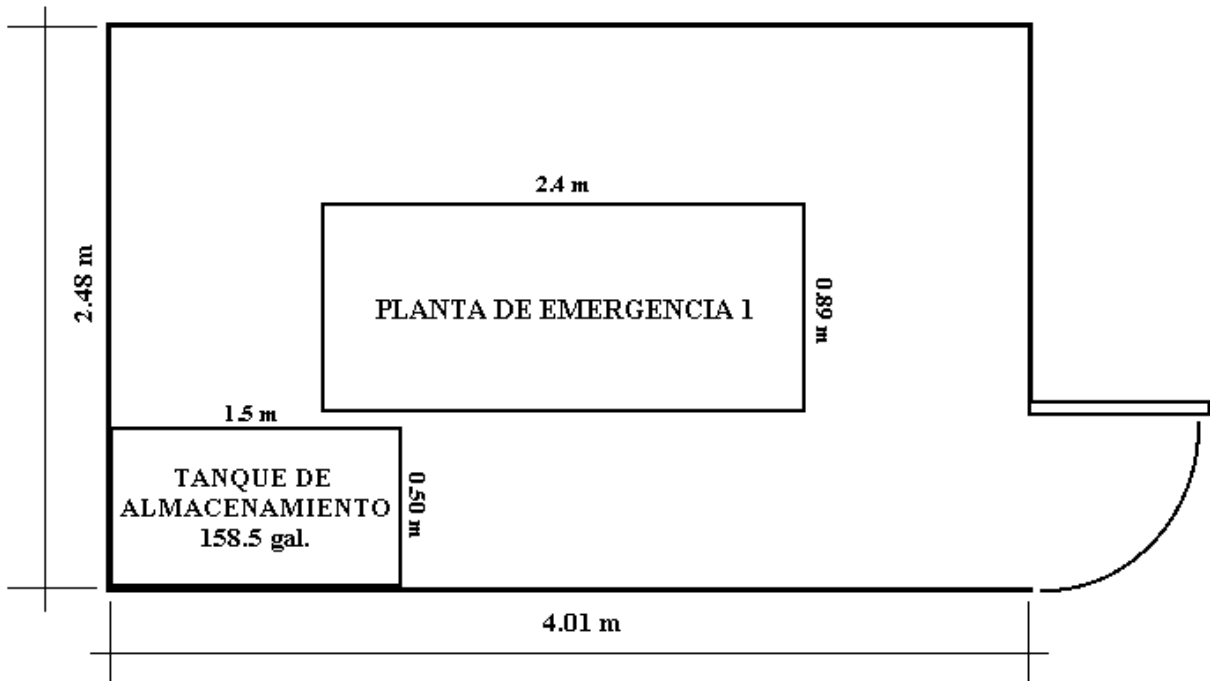 2.4 m
2.48 m
PLANTA DE EMERGENCIA 1
0.89 m
1.5 m
TANQUE DE
ALMACENAMIENTO
158.5 gal.
0.50 m
4.01 m